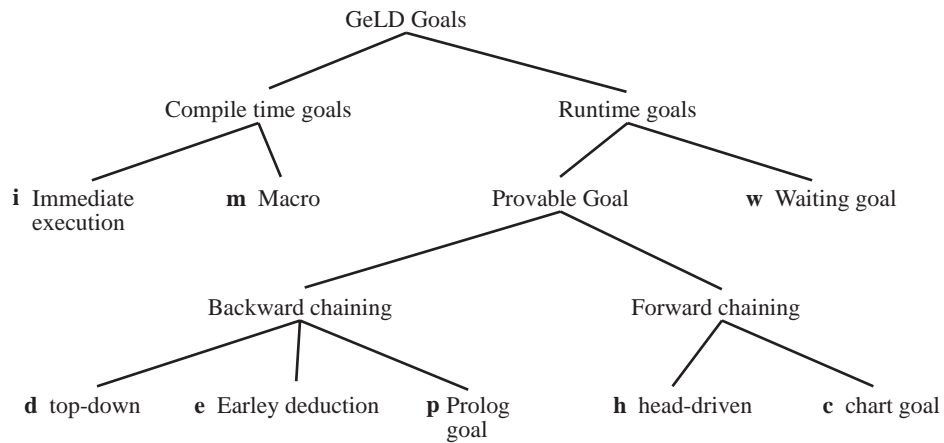 GeLD Goals
Compile time goals
Runtime goals
i Immediate
execution
m Macro
Provable Goal
w Waiting goal
Backward chaining
Forward chaining
d top-down
e Earley deduction
p Prolog
goal
h head-driven
c chart goal